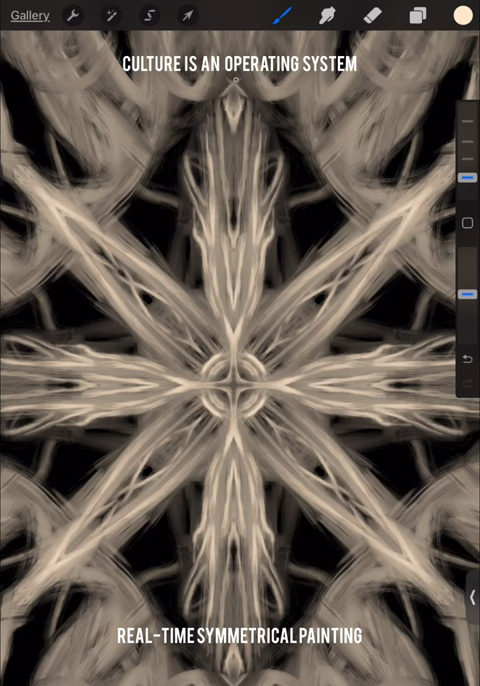 Gallery
CULTURE IS AN OPERATING SYSTEM
REAL-TIME SYMMETRICAL PAINTING